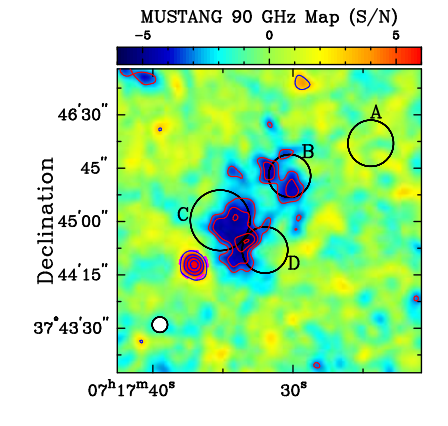 MUSTANG 90 GHz Map (S/N)
−5 0 5
A
46'30"
B
45"
C
45'00"
D
44'15"
37°43'30"
07ʰ17ᵐ40ˢ 30ˢ
Declination